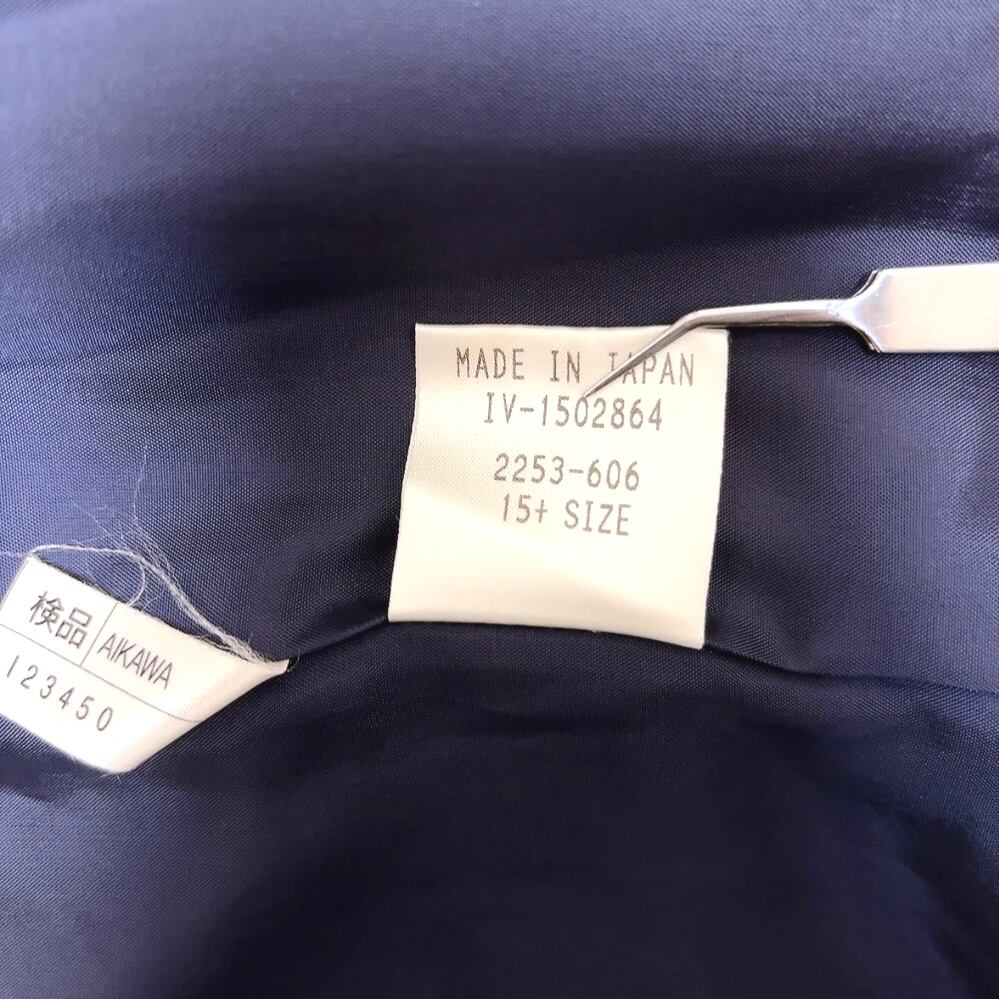 MADE IN JAPAN
IV-1502864
2253-606
15+ SIZE
検品 AIKAWA
123450